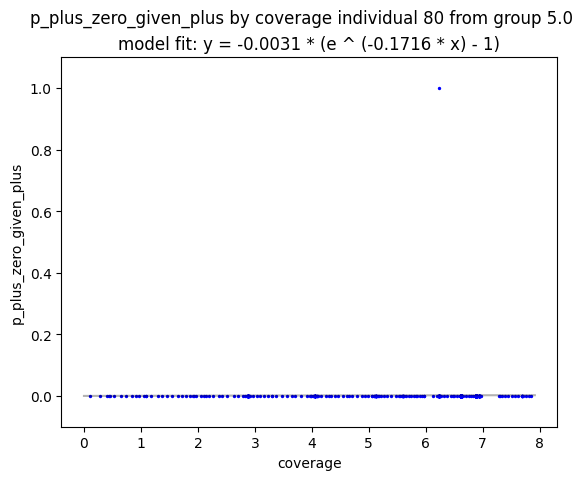 p_plus_zero_given_plus by coverage individual 80 from group 5.0
model fit: y = -0.0031 * (e ^ (-0.1716 * x) - 1)
1.0
0.8
0.6
0.4
0.2
0.0
p_plus_zero_given_plus
0 1 2 3 4 5 6 7 8
coverage